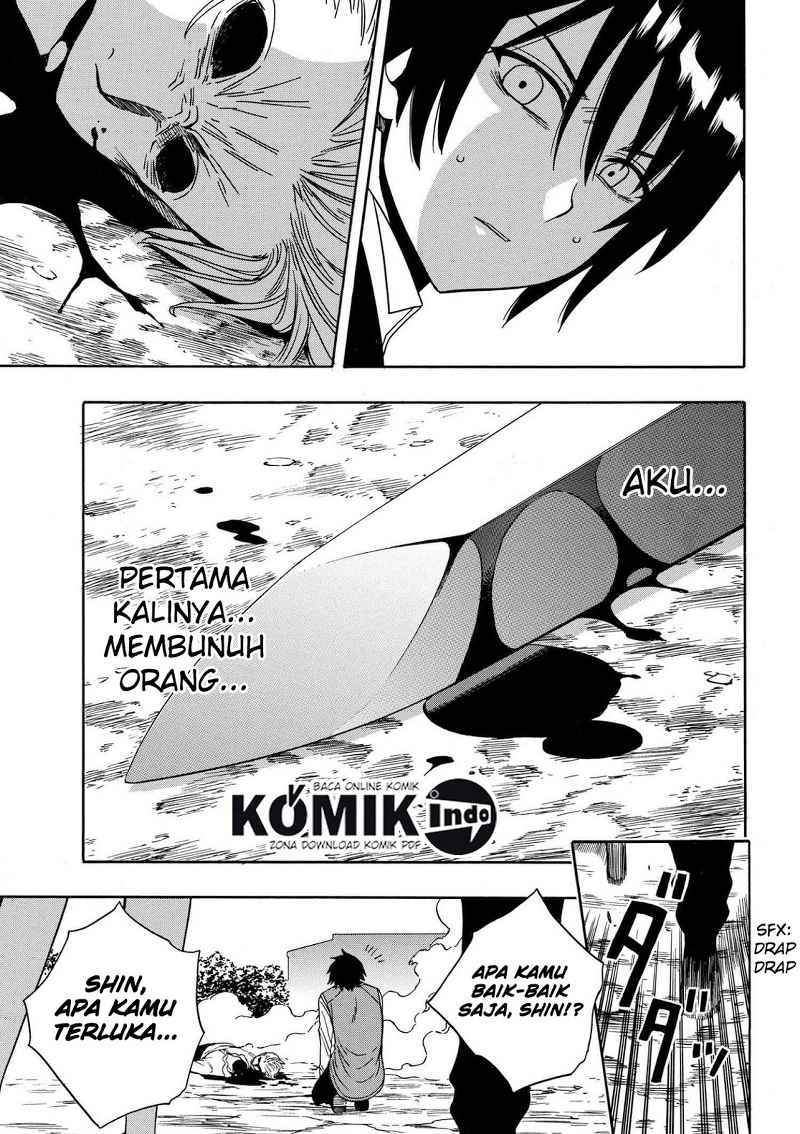 AKU...
PERTAMA
KALINYA...
MEMBUNUH
ORANG...
BACA ONLINE KOMIK
KOMIK indo
ZONA DOWNLOAD KOMIK PDF
ダダダ
SFX:
DRAP
DRAP
APA KAMU
BAIK-BAIK
SAJA, SHIN!?
SHIN,
APA KAMU
TERLUKA...